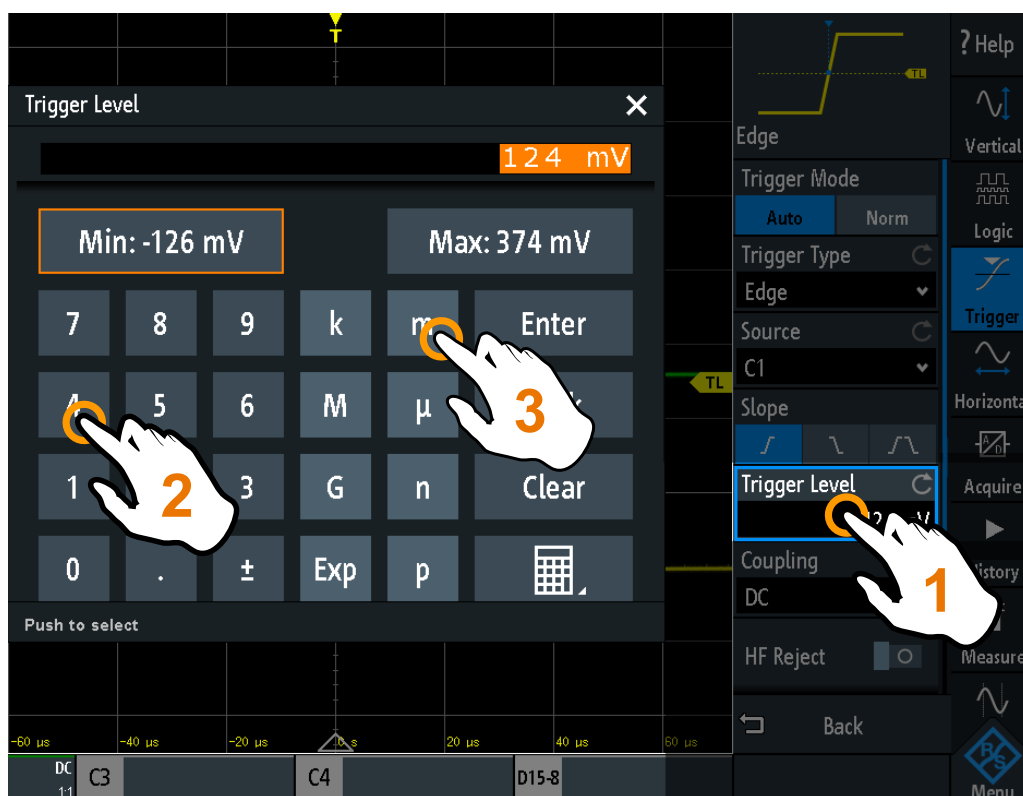 T
Trigger Level
124 mV
Min: -126 mV
Max: 374 mV
7 8 9 k m Enter
4 5 6 M µ
1 3 G n Clear
0 . ± Exp p
Push to select
1
2
3
TL
-60 µs -40 µs -20 µs 0 s 20 µs 40 µs 60 µs
DC
1:1
C3
C4
D15-8
TL
Edge
Trigger Mode
Auto Norm
Trigger Type
Edge
Source
C1
Slope
Trigger Level
Coupling
DC
HF Reject
Back
? Help
Vertical
Logic
Trigger
Horizonta
A/D
Acquire
Measure
R&S
Menu